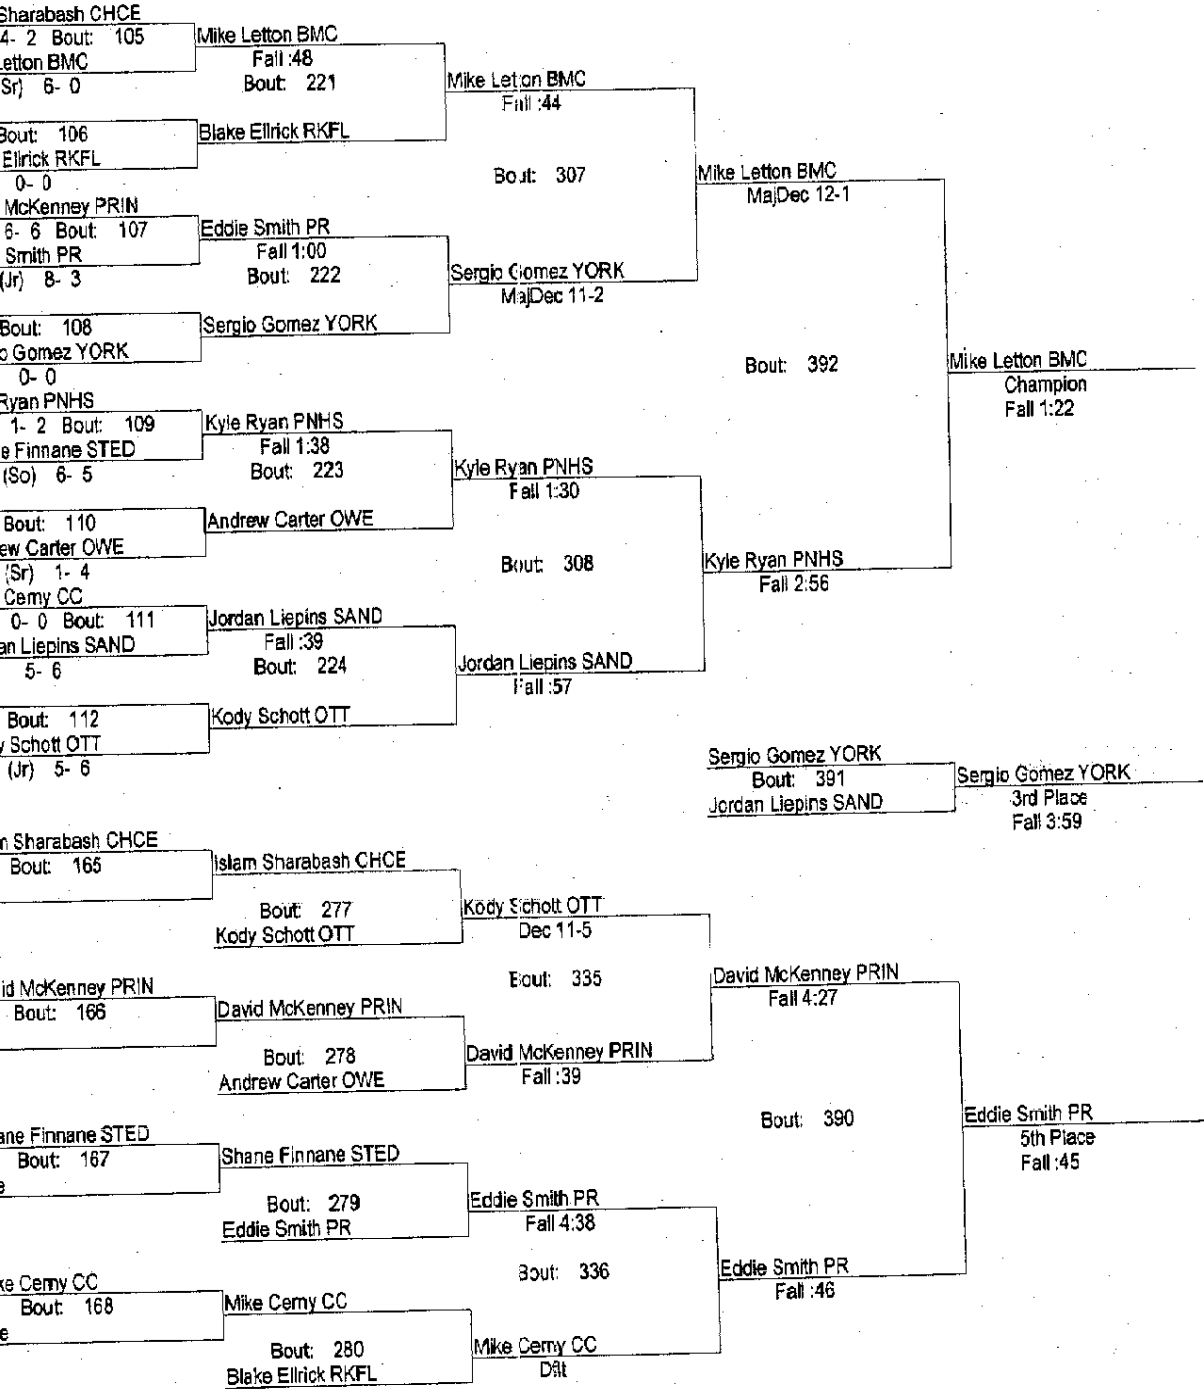 Sharabash CHCE
4- 2 Bout: 105
Letton BMC
Sr) 6- 0
Bout: 106
Ellrick RKFL
0- 0
McKenney PRIN
6- 6 Bout: 107
Smith PR
(Jr) 8- 3
Bout: 108
o Gomez YORK
0- 0
Ryan PNHS
1- 2 Bout: 109
e Finnane STED
(So) 6- 5
Bout: 110
ew Carter OWE
(Sr) 1- 4
Cerny CC
0- 0 Bout: 111
an Liepins SAND
5- 6
Bout: 112
y Schott OTT
(Jr) 5- 6
Mike Letton BMC
Fall :48
Bout: 221
Blake Ellrick RKFL
Eddie Smith PR
Fall 1:00
Bout: 222
Sergio Gomez YORK
Kyle Ryan PNHS
Fall 1:38
Bout: 223
Andrew Carter OWE
Jordan Liepins SAND
Fall :39
Bout: 224
Kody Schott OTT
Mike Letton BMC
Fall :44
Bout: 307
Sergio Gomez YORK
MajDec 11-2
Kyle Ryan PNHS
Fall 1:30
Bout: 308
Jordan Liepins SAND
Fall :57
Mike Letton BMC
MajDec 12-1
Bout: 392
Kyle Ryan PNHS
Fall 2:56
Mike Letton BMC
Champion
Fall 1:22
Sergio Gomez YORK
Bout: 391
Jordan Liepins SAND
Sergio Gomez YORK
3rd Place
Fall 3:59
n Sharabash CHCE
Bout: 165
id McKenney PRIN
Bout: 166
ane Finnane STED
Bout: 167
e
ke Cerny CC
Bout: 168
e
Islam Sharabash CHCE
Bout: 277
Kody Schott OTT
David McKenney PRIN
Bout: 278
Andrew Carter OWE
Shane Finnane STED
Bout: 279
Eddie Smith PR
Mike Cerny CC
Bout: 280
Blake Ellrick RKFL
Kody Schott OTT
Dec 11-5
Bout: 335
David McKenney PRIN
Fall :39
Eddie Smith PR
Fall 4:38
Bout: 336
Mike Cerny CC
Dflt
David McKenney PRIN
Fall 4:27
Bout: 390
Eddie Smith PR
Fall :46
Eddie Smith PR
5th Place
Fall :45